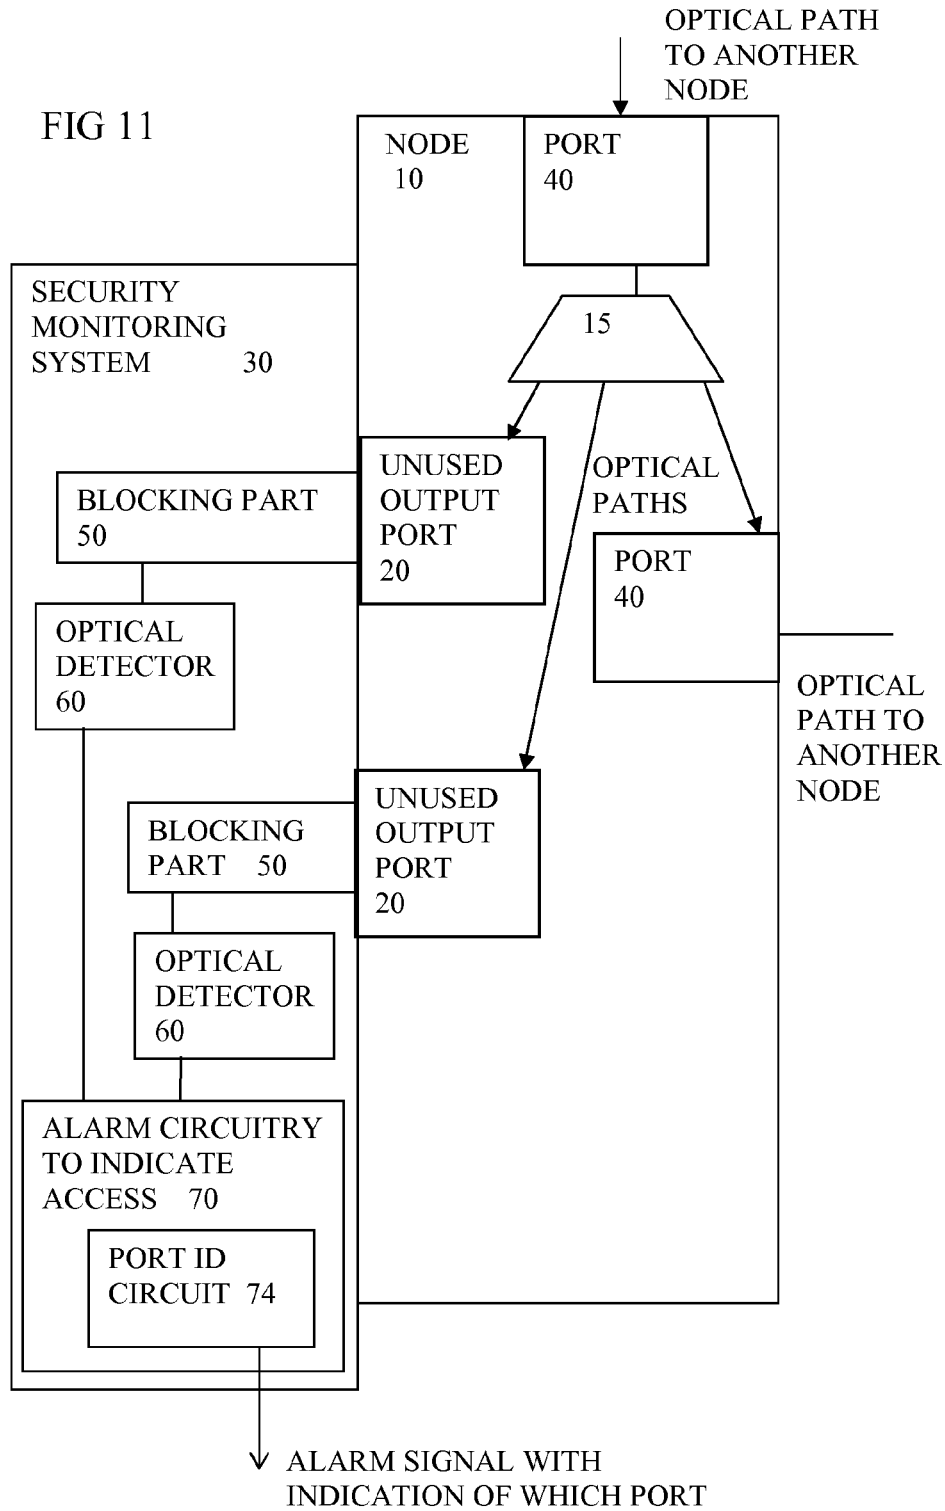 OPTICAL PATH
TO ANOTHER
NODE
FIG 11
NODE
10
PORT
40
SECURITY
MONITORING
SYSTEM 30
15
UNUSED
OUTPUT
PORT
20
OPTICAL
PATHS
BLOCKING PART
50
PORT
40
OPTICAL
DETECTOR
60
OPTICAL
PATH TO
ANOTHER
NODE
UNUSED
OUTPUT
PORT
20
BLOCKING
PART 50
OPTICAL
DETECTOR
60
ALARM CIRCUITRY
TO INDICATE
ACCESS 70
PORT ID
CIRCUIT 74
ALARM SIGNAL WITH
INDICATION OF WHICH PORT